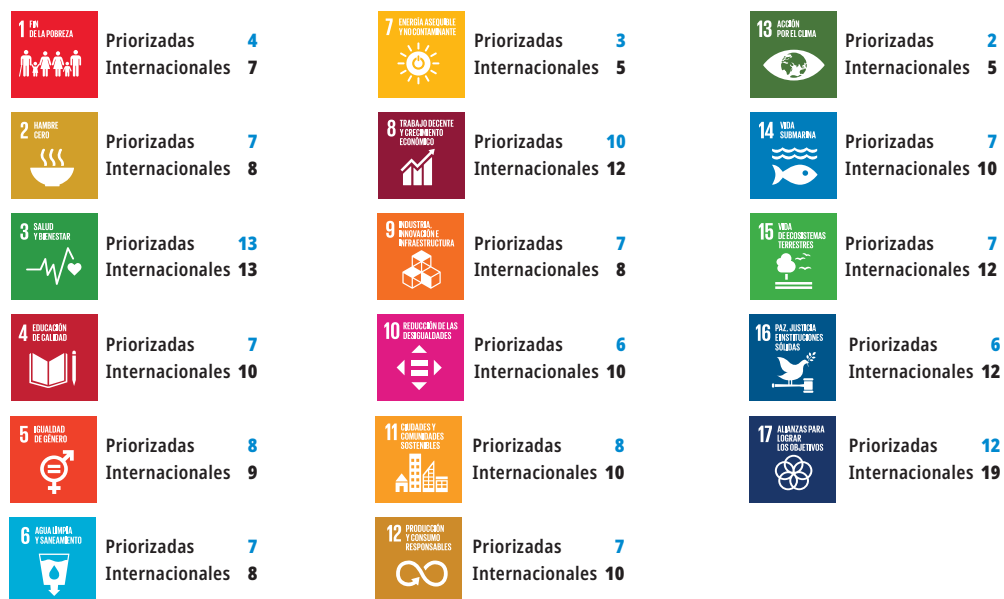 1 FIN
DE LA POBREZA
Priorizadas 4
Internacionales 7
2 HAMBRE
CERO
Priorizadas 7
Internacionales 8
3 SALUD
Y BIENESTAR
Priorizadas 13
Internacionales 13
4 EDUCACIÓN
DE CALIDAD
Priorizadas 7
Internacionales 10
5 IGUALDAD
DE GÉNERO
Priorizadas 8
Internacionales 9
6 AGUA LIMPIA
Y SANEAMIENTO
Priorizadas 7
Internacionales 8
7 ENERGÍA ASEQUIBLE
Y NO CONTAMINANTE
Priorizadas 3
Internacionales 5
8 TRABAJO DECENTE
Y CRECIMIENTO
ECONÓMICO
Priorizadas 10
Internacionales 12
9 INDUSTRIA,
INNOVACIÓN E
INFRAESTRUCTURA
Priorizadas 7
Internacionales 8
10 REDUCCIÓN DE LAS
DESIGUALDADES
Priorizadas 6
Internacionales 10
11 CIUDADES Y
COMUNIDADES
SOSTENIBLES
Priorizadas 8
Internacionales 10
12 PRODUCCIÓN
Y CONSUMO
RESPONSABLES
Priorizadas 7
Internacionales 10
13 ACCIÓN
POR EL CLIMA
Priorizadas 2
Internacionales 5
14 VIDA
SUBMARINA
Priorizadas 7
Internacionales 10
15 VIDA
DE ECOSISTEMAS
TERRESTRES
Priorizadas 7
Internacionales 12
16 PAZ, JUSTICIA
E INSTITUCIONES
SÓLIDAS
Priorizadas 6
Internacionales 12
17 ALIANZAS PARA
LOGRAR
LOS OBJETIVOS
Priorizadas 12
Internacionales 19